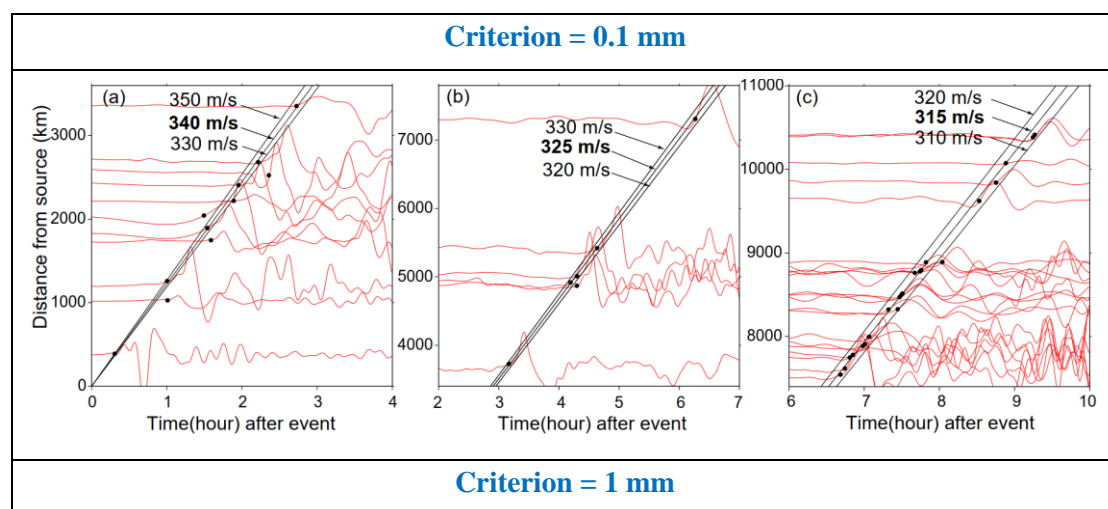 Criterion = 0.1 mm
(a)
350 m/s
340 m/s
330 m/s
3000
2000
1000
0
Distance from source (km)
0 1 2 3 4
Time(hour) after event
(b)
330 m/s
325 m/s
320 m/s
7000
6000
5000
4000
2 3 4 5 6 7
Time(hour) after event
(c)
320 m/s
315 m/s
310 m/s
11000
10000
9000
8000
6 7 8 9 10
Time(hour) after event
Criterion = 1 mm